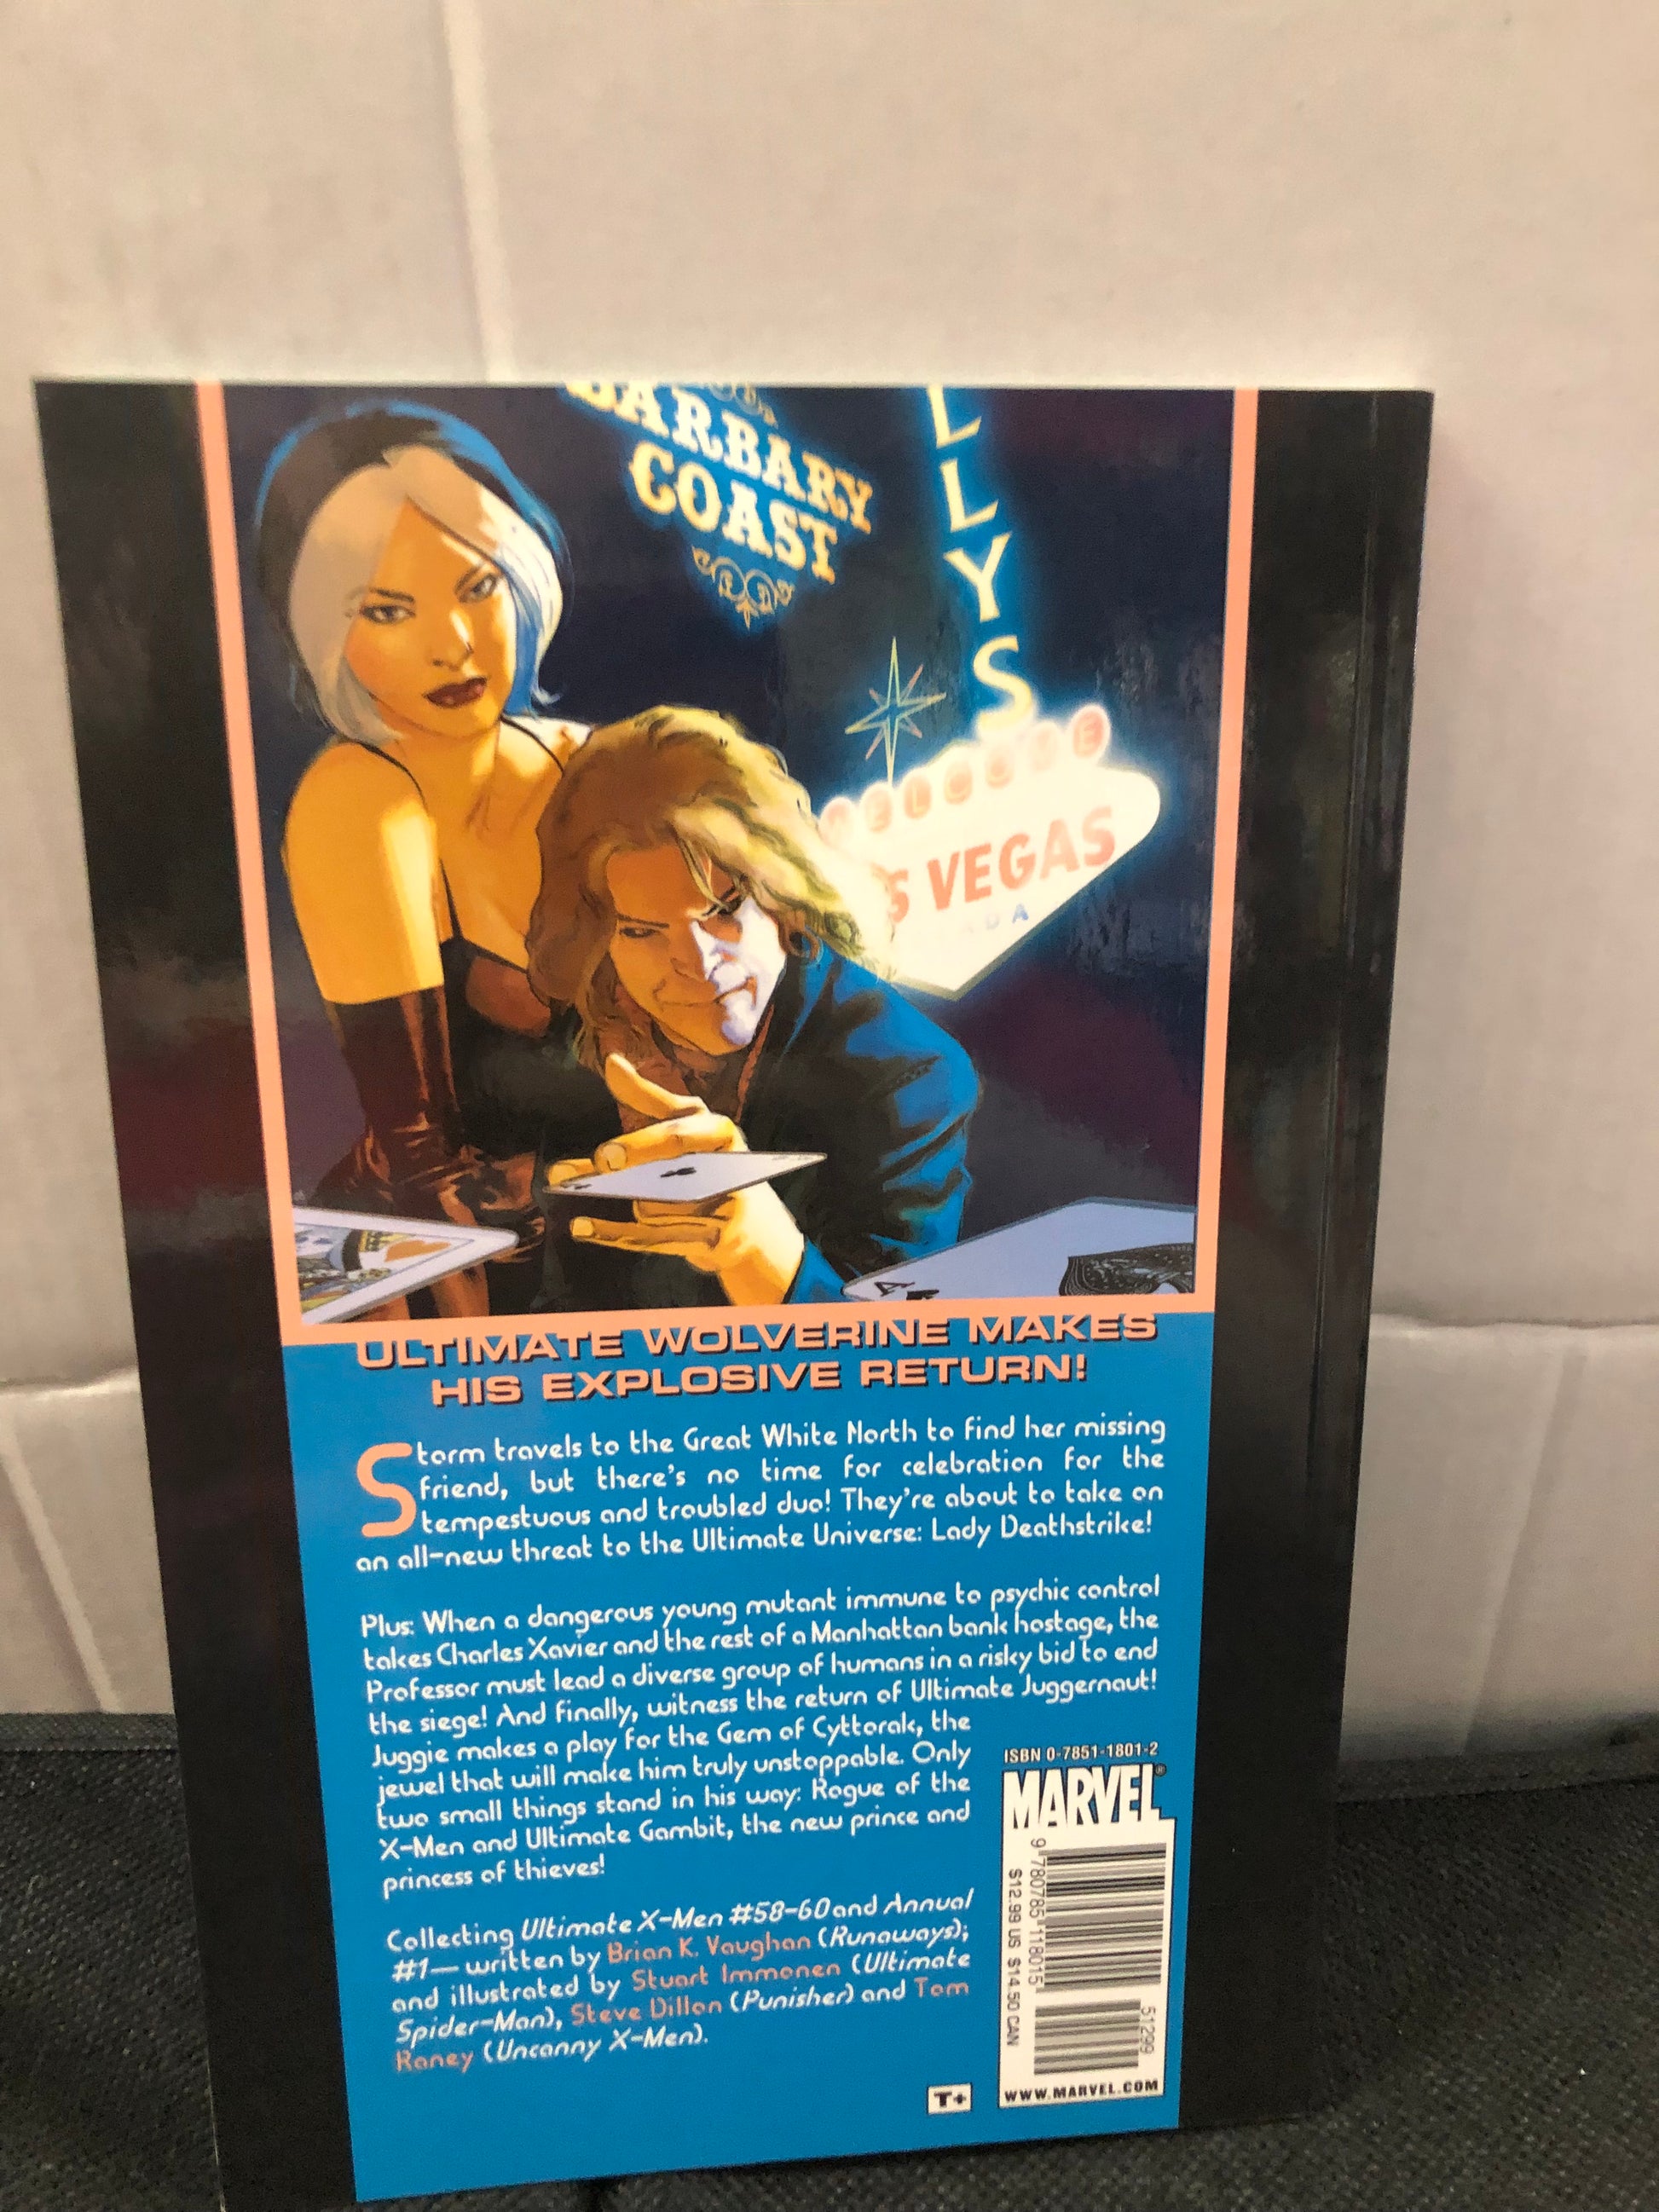 BARBARY
COAST
LLYS
WELCOME
S VEGAS
ADA
A
ULTIMATE WOLVERINE MAKES
HIS EXPLOSIVE RETURN!
Storm travels to the Great White North to find her missing
friend, but there's no time for celebration for the
tempestuous and troubled duo! They're about to take on
an all-new threat to the Ultimate Universe: Lady Deathstrike!
Plus: When a dangerous young mutant immune to psychic control
takes Charles Xavier and the rest of a Manhattan bank hostage, the
Professor must lead a diverse group of humans in a risky bid to end
the siege! And finally, witness the return of Ultimate Juggernaut!
Juggie makes a play for the Gem of Cyttorak, the
jewel that will make him truly unstoppable. Only
two small things stand in his way: Rogue of the
X-Men and Ultimate Gambit, the new prince and
princess of thieves!
Collecting Ultimate X-Men #58-60 and Annual
#1— written by Brian K. Vaughan (Runaways);
and illustrated by Stuart Immonen (Ultimate
Spider-Man), Steve Dillon (Punisher) and Tom
Raney (Uncanny X-Men).
T+
ISBN 0-7851-1801-2
MARVEL®
9 780785 118015
51299
$12.99 US $14.50 CAN
WWW.MARVEL.COM